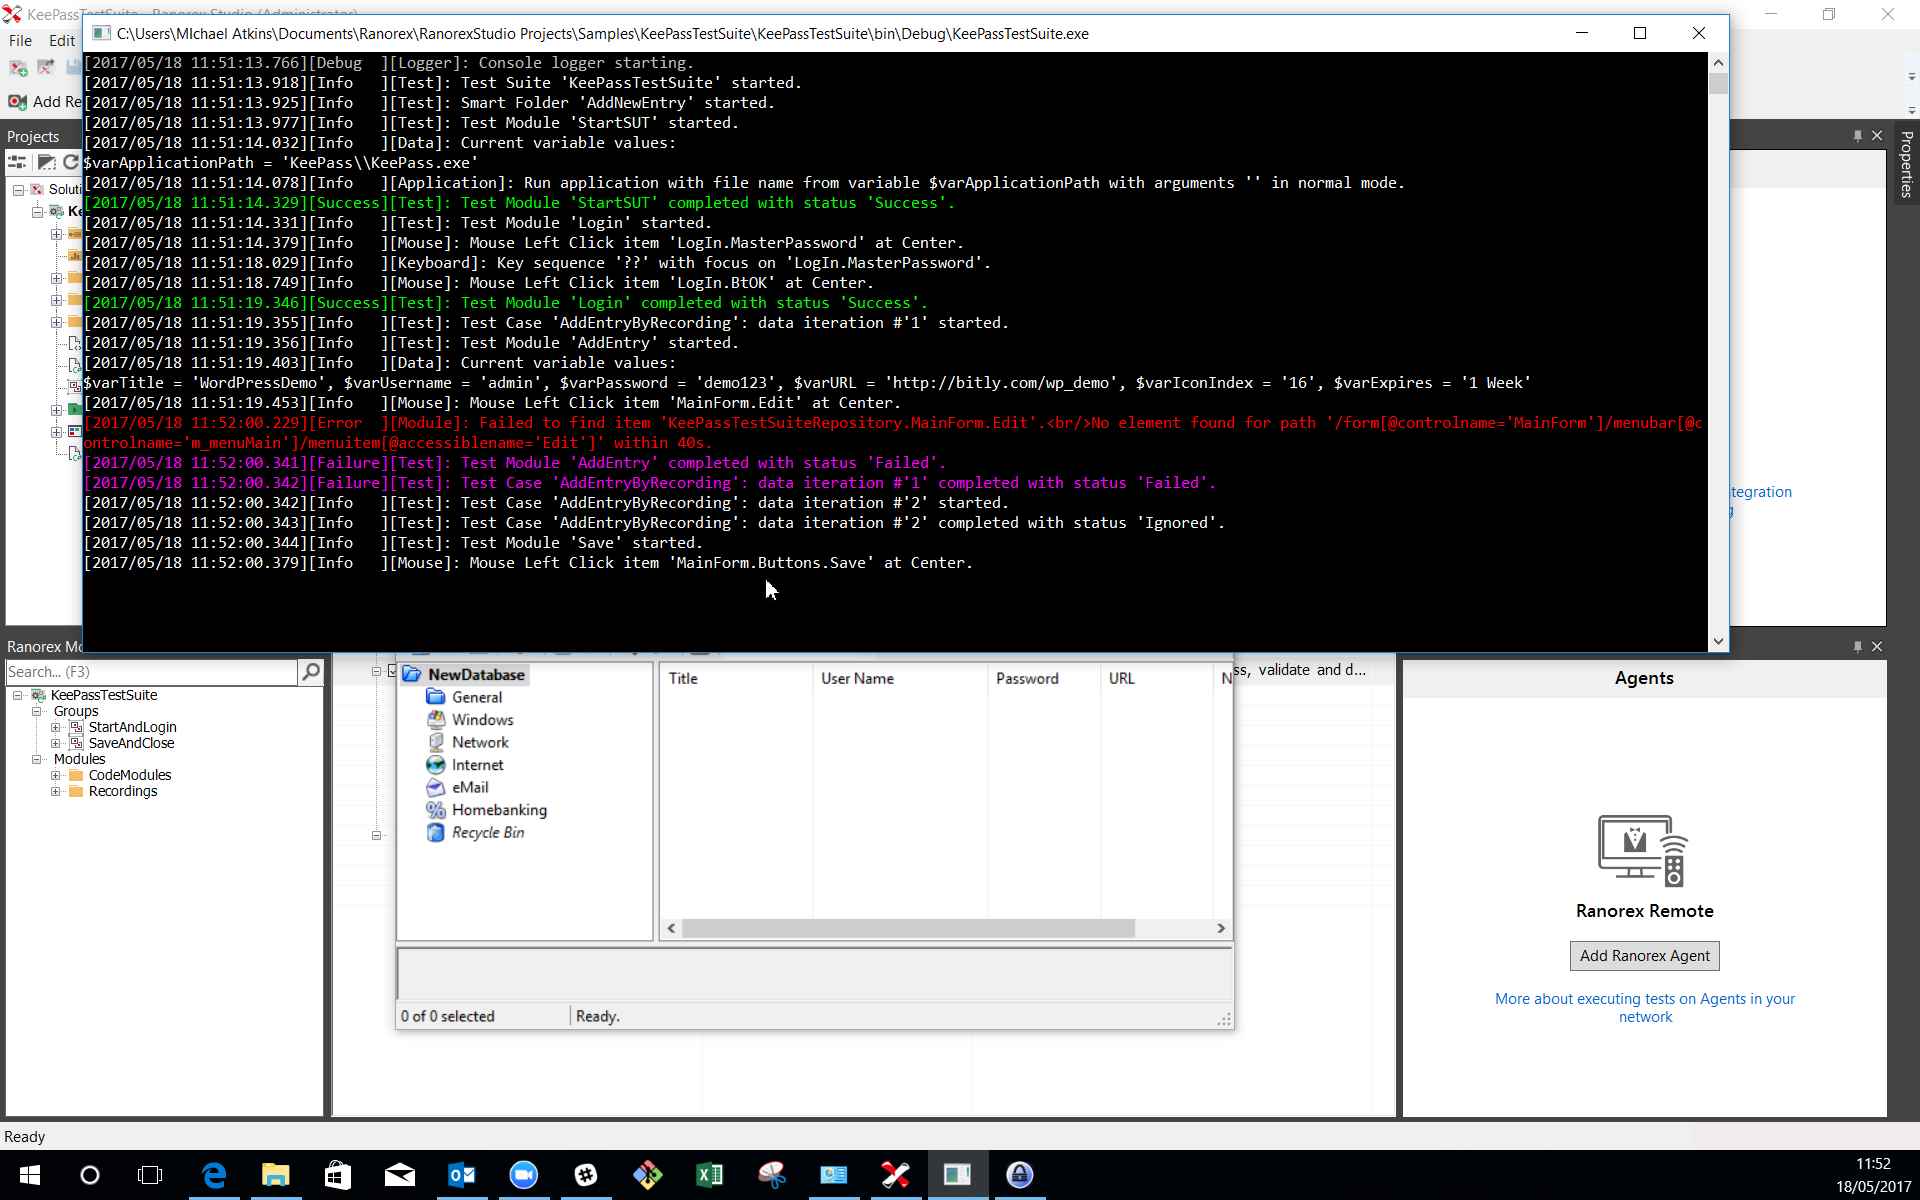 KeePassTestSuite - Ranorex Studio (Administrator)
C:\Users\MIchael Atkins\Documents\Ranorex\RanorexStudio Projects\Samples\KeePassTestSuite\KeePassTestSuite\bin\Debug\KeePassTestSuite.exe
File Edit
Add Re
Projects
Soluti
Ke
[2017/05/18 11:51:13.766][Debug  ][Logger]: Console logger starting.
[2017/05/18 11:51:13.918][Info   ][Test]: Test Suite 'KeePassTestSuite' started.
[2017/05/18 11:51:13.925][Info   ][Test]: Smart Folder 'AddNewEntry' started.
[2017/05/18 11:51:13.977][Info   ][Test]: Test Module 'StartSUT' started.
[2017/05/18 11:51:14.032][Info   ][Data]: Current variable values:
$varApplicationPath = 'KeePass\\KeePass.exe'
[2017/05/18 11:51:14.078][Info   ][Application]: Run application with file name from variable $varApplicationPath with arguments '' in normal mode.
[2017/05/18 11:51:14.329][Success][Test]: Test Module 'StartSUT' completed with status 'Success'.
[2017/05/18 11:51:14.331][Info   ][Test]: Test Module 'Login' started.
[2017/05/18 11:51:14.379][Info   ][Mouse]: Mouse Left Click item 'LogIn.MasterPassword' at Center.
[2017/05/18 11:51:18.029][Info   ][Keyboard]: Key sequence '??' with focus on 'LogIn.MasterPassword'.
[2017/05/18 11:51:18.749][Info   ][Mouse]: Mouse Left Click item 'LogIn.BtOK' at Center.
[2017/05/18 11:51:19.346][Success][Test]: Test Module 'Login' completed with status 'Success'.
[2017/05/18 11:51:19.355][Info   ][Test]: Test Case 'AddEntryByRecording': data iteration #'1' started.
[2017/05/18 11:51:19.356][Info   ][Test]: Test Module 'AddEntry' started.
[2017/05/18 11:51:19.403][Info   ][Data]: Current variable values:
$varTitle = 'WordPressDemo', $varUsername = 'admin', $varPassword = 'demo123', $varURL = 'http://bitly.com/wp_demo', $varIconIndex = '16', $varExpires = '1 Week'
[2017/05/18 11:51:19.453][Info   ][Mouse]: Mouse Left Click item 'MainForm.Edit' at Center.
[2017/05/18 11:52:00.229][Error  ][Module]: Failed to find item 'KeePassTestSuiteRepository.MainForm.Edit'.<br/>No element found for path '/form[@controlname='MainForm']/menubar[@c
ontrolname='m_menuMain']/menuitem[@accessiblename='Edit']' within 40s.
[2017/05/18 11:52:00.341][Failure][Test]: Test Module 'AddEntry' completed with status 'Failed'.
[2017/05/18 11:52:00.342][Failure][Test]: Test Case 'AddEntryByRecording': data iteration #'1' completed with status 'Failed'.
[2017/05/18 11:52:00.342][Info   ][Test]: Test Case 'AddEntryByRecording': data iteration #'2' started.
[2017/05/18 11:52:00.343][Info   ][Test]: Test Case 'AddEntryByRecording': data iteration #'2' completed with status 'Ignored'.
[2017/05/18 11:52:00.344][Info   ][Test]: Test Module 'Save' started.
[2017/05/18 11:52:00.379][Info   ][Mouse]: Mouse Left Click item 'MainForm.Buttons.Save' at Center.
Properties
tegration
g
Ranorex Mo
Search... (F3)
KeePassTestSuite
Groups
StartAndLogin
SaveAndClose
Modules
CodeModules
Recordings
NewDatabase
General
Windows
Network
Internet
eMail
Homebanking
Recycle Bin
Title User Name Password URL N
ss, validate and d...
0 of 0 selected Ready.
Agents
Ranorex Remote
Add Ranorex Agent
More about executing tests on Agents in your
network
Ready
11:52
18/05/2017